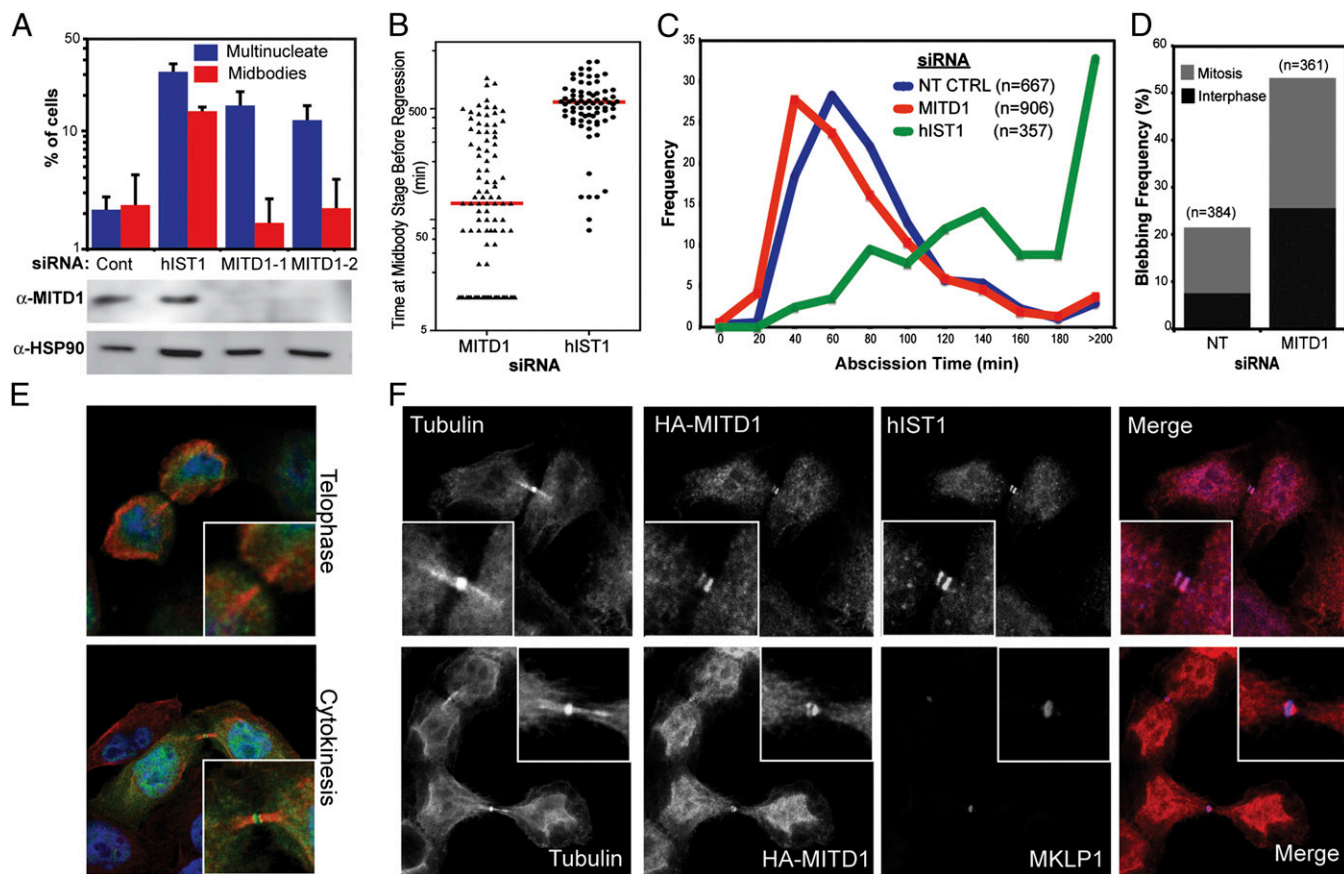 A
50
10
1
% of cells
Multinucleate
Midbodies
siRNA: Cont hIST1 MITD1-1 MITD1-2
α-MITD1
α-HSP90
B
Time at Midbody Stage Before Regression
(min)
500
50
5
MITD1 hIST1
siRNA
C
Frequency
35
30
25
20
15
10
5
0
siRNA
NT CTRL (n=667)
MITD1 (n=906)
hIST1 (n=357)
0 20 40 60 80 100 120 140 160 180 >200
Abscission Time (min)
D
Blebbing Frequency (%)
60
50
40
30
20
10
0
Mitosis
Interphase
(n=361)
(n=384)
NT MITD1
siRNA
E
Telophase
Cytokinesis
F
Tubulin
HA-MITD1
hIST1
Merge
Tubulin
HA-MITD1
MKLP1
Merge